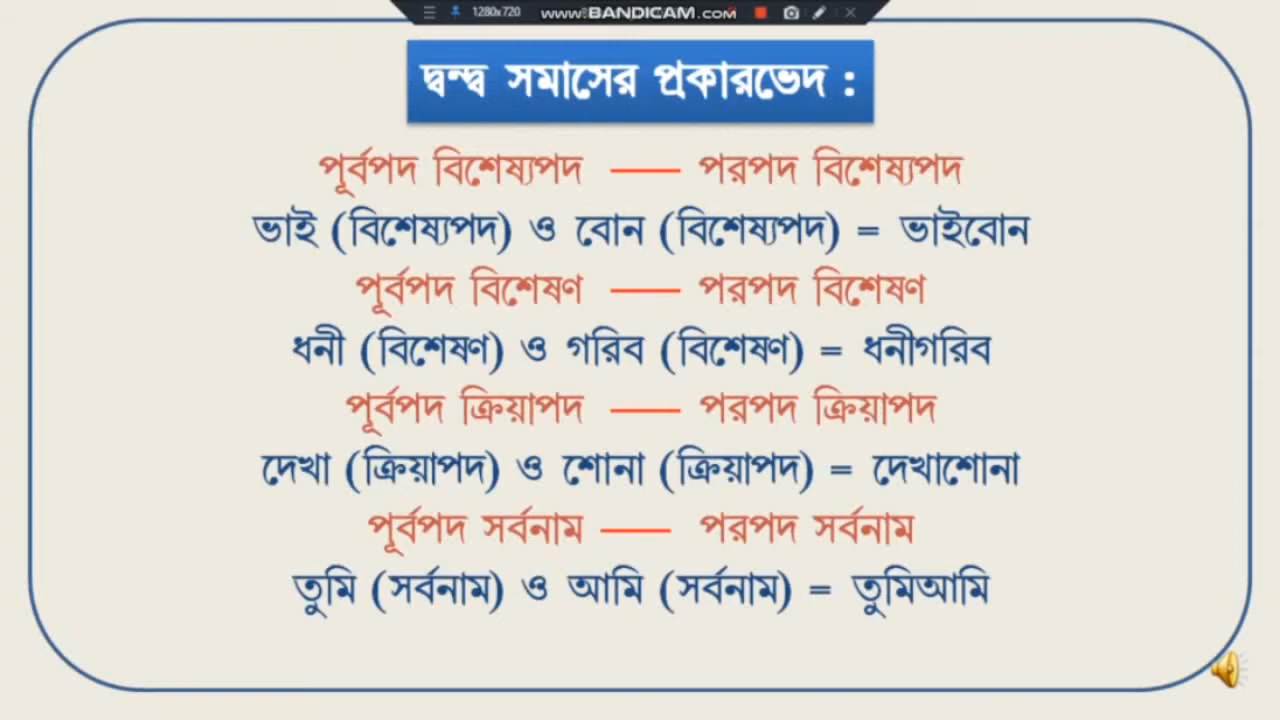 1280x720 www.BANDICAM.com
দ্বন্দ্ব সমাসের প্রকারভেদ :
পূর্বপদ বিশেষ্যপদ —— পরপদ বিশেষ্যপদ
ভাই (বিশেষ্যপদ) ও বোন (বিশেষ্যপদ) = ভাইবোন
পূর্বপদ বিশেষণ —— পরপদ বিশেষণ
ধনী (বিশেষণ) ও গরিব (বিশেষণ) = ধনীগরিব
পূর্বপদ ক্রিয়াপদ —— পরপদ ক্রিয়াপদ
দেখা (ক্রিয়াপদ) ও শোনা (ক্রিয়াপদ) = দেখাশোনা
পূর্বপদ সর্বনাম —— পরপদ সর্বনাম
তুমি (সর্বনাম) ও আমি (সর্বনাম) = তুমিআমি